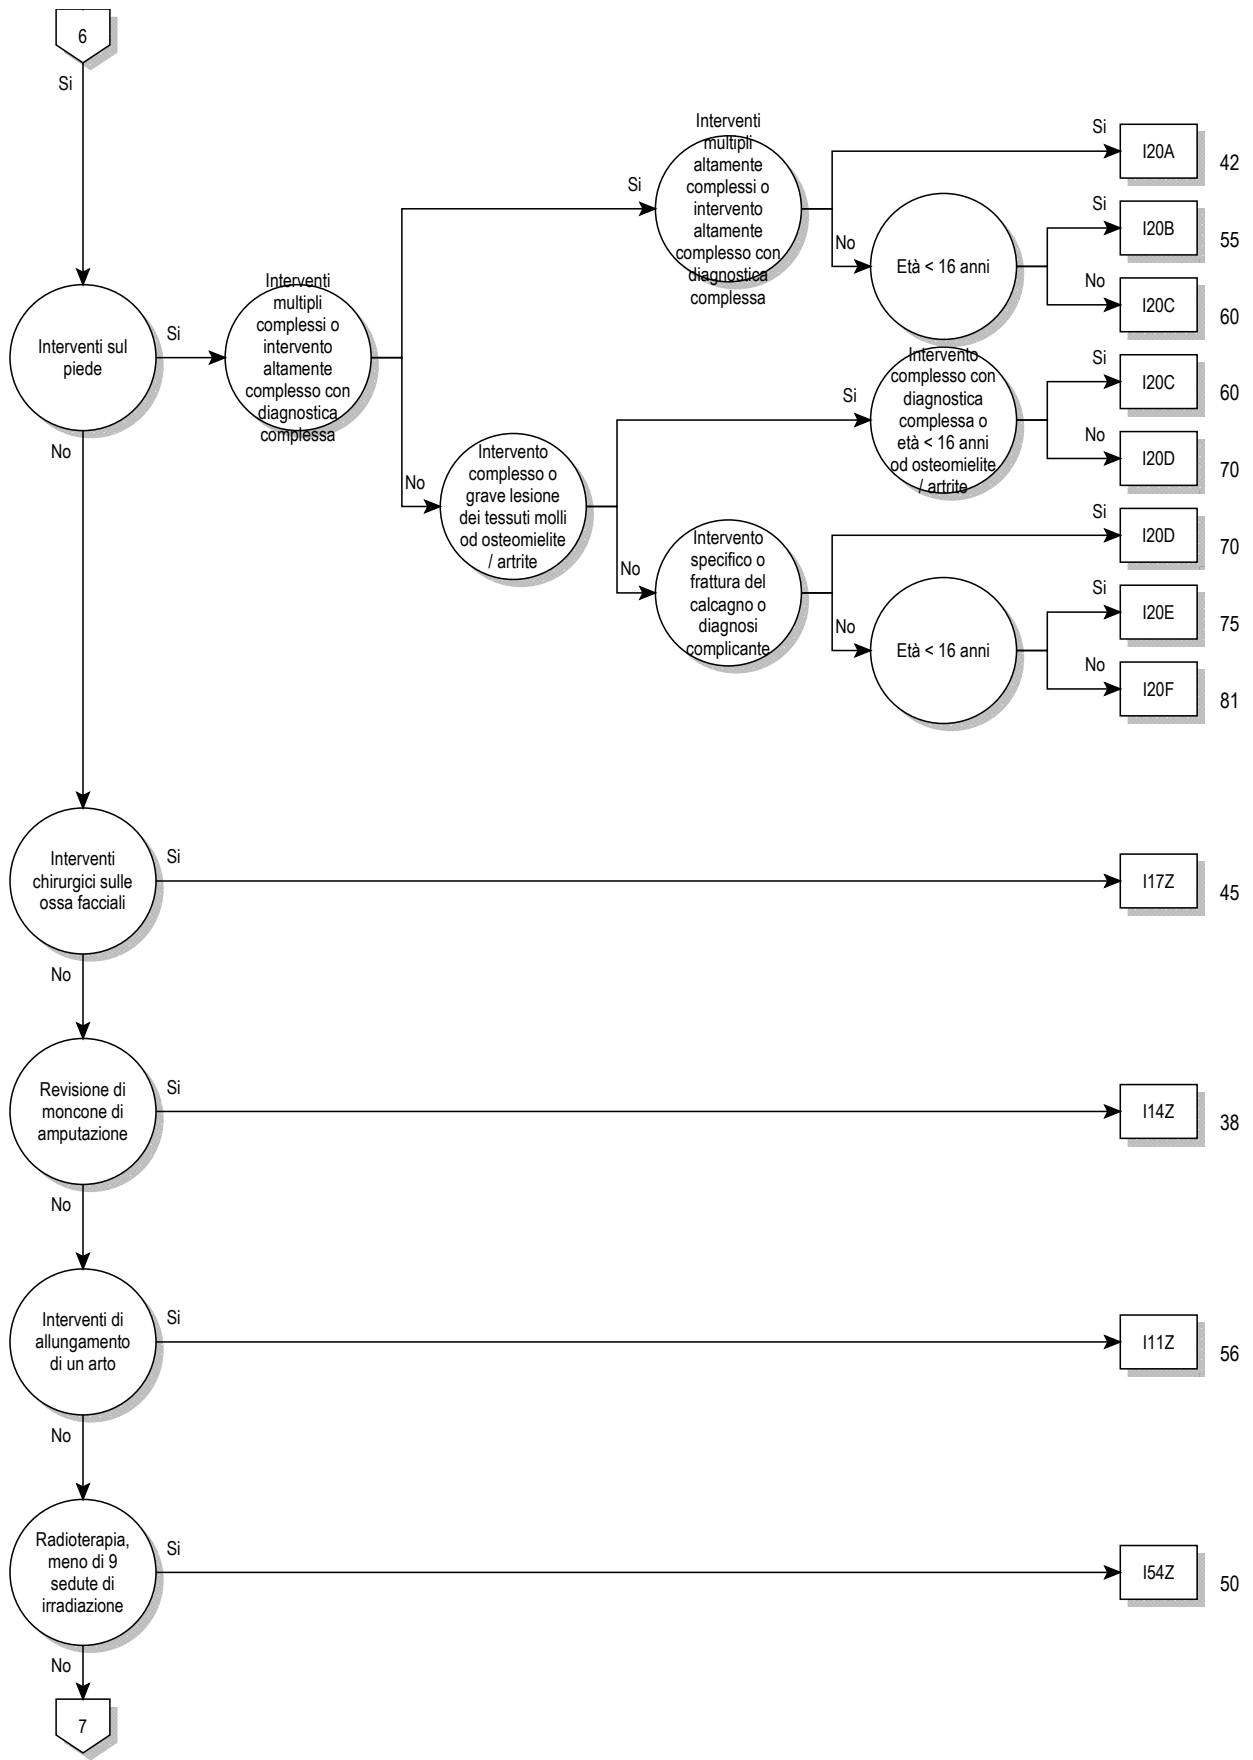 6
Si
Interventi
multipli
altamente
complessi o
intervento
altamente
complesso con
diagnostica
complessa
Si
Si
I20A
42
No
Età < 16 anni
Si
I20B
55
No
I20C
60
Interventi sul
piede
Si
Interventi
multipli
complessi o
intervento
altamente
complesso con
diagnostica
complessa
Intervento
complesso con
diagnostica
complessa o
età < 16 anni
od osteomielite
/ artrite
Si
Si
I20C
60
No
I20D
70
No
No
Intervento
complesso o
grave lesione
dei tessuti molli
od osteomielite
/ artrite
No
Intervento
specifico o
frattura del
calcagno o
diagnosi
complicante
Si
I20D
70
No
Età < 16 anni
Si
I20E
75
No
I20F
81
Interventi
chirurgici sulle
ossa facciali
Si
I17Z
45
No
Revisione di
moncone di
amputazione
Si
I14Z
38
No
Interventi di
allungamento
di un arto
Si
I11Z
56
No
Radioterapia,
meno di 9
sedute di
irradiazione
Si
I54Z
50
No
7